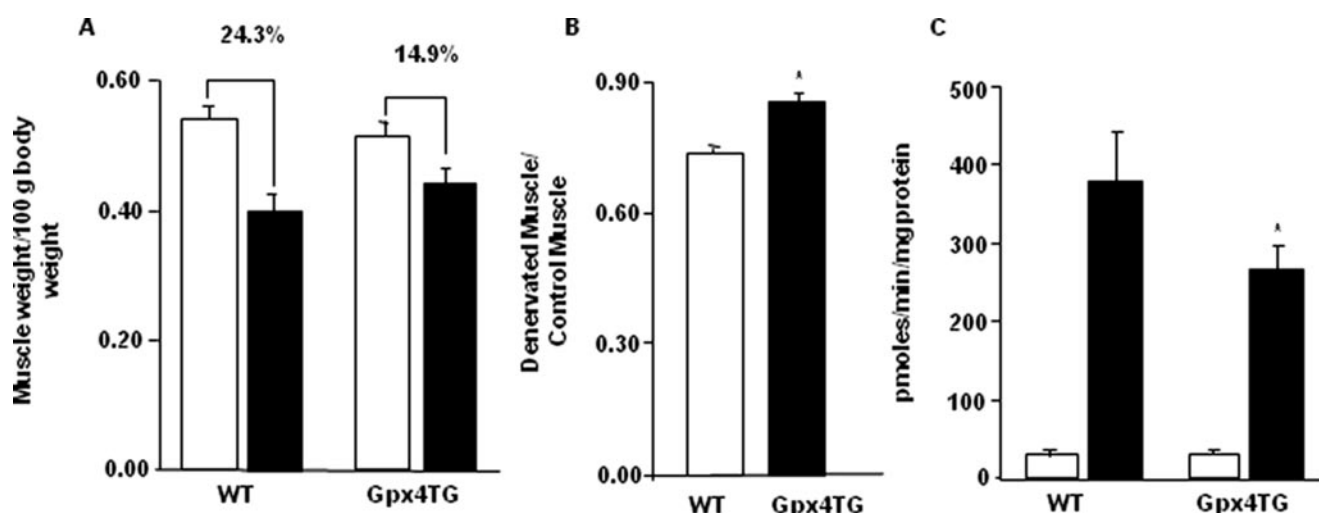 A
24.3%
14.9%
0.60
0.40
0.20
0.00
Muscle weight/100 g body
weight
WT
Gpx4TG
B
0.90
0.60
0.30
0.00
Denervated Muscle/
Control Muscle
WT
Gpx4TG
C
500
400
300
200
100
0
pmoles/min/mgprotein
WT
Gpx4TG